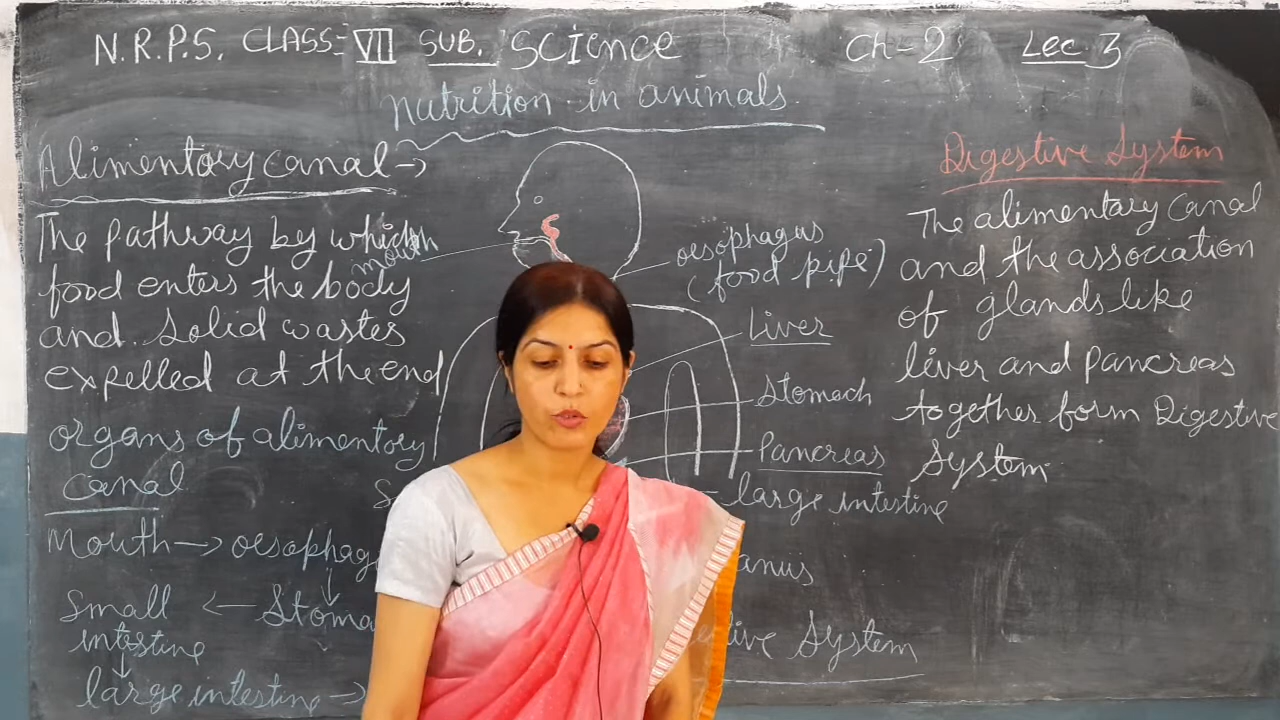 N.R.P.S. CLASS:- VII SUB. SCIENCE Ch-2 Lec 3
nutrition in animals.
Alimentory canal →
The pathway by which
food enters the body
and solid wastes
expelled at the end
organs of alimentory
canal
Mouth → oesophag
Small ← Stoma
intestine
large intestine →
mouth
oesophagus
(food pipe)
Liver
Stomach
Pancreas
large intestine
anus
tive System
Digestive System
The alimentary canal
and the association
of glands like
liver and pancreas
together form Digestive
System